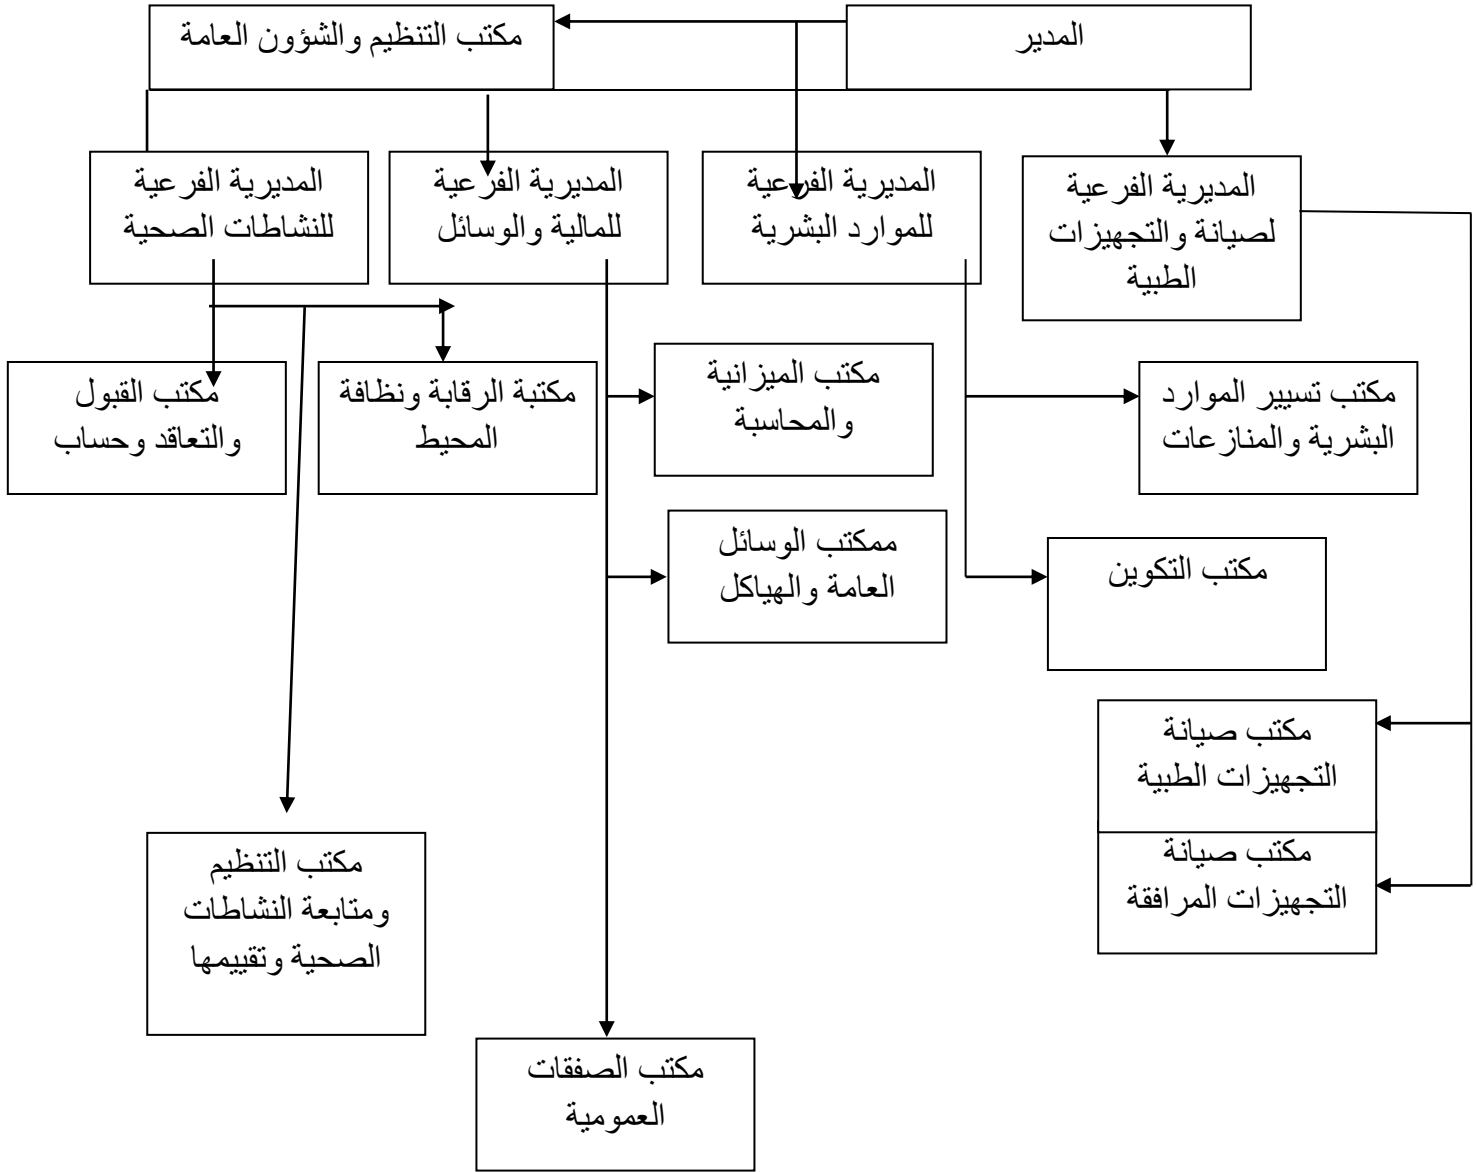 المدير
مكتب التنظيم والشؤون العامة
المديرية الفرعية
لصيانة والتجهيزات
الطبية
المديرية الفرعية
للموارد البشرية
المديرية الفرعية
للمالية والوسائل
المديرية الفرعية
للنشاطات الصحية
مكتب تسيير الموارد
البشرية والمنازعات
مكتب الميزانية
والمحاسبة
مكتبة الرقابة ونظافة
المحيط
مكتب القبول
والتعاقد وحساب
مكتب التكوين
ممكتب الوسائل
العامة والهياكل
مكتب صيانة
التجهيزات الطبية
مكتب صيانة
التجهيزات المرافقة
مكتب التنظيم
ومتابعة النشاطات
الصحية وتقييمها
مكتب الصفقات
العمومية